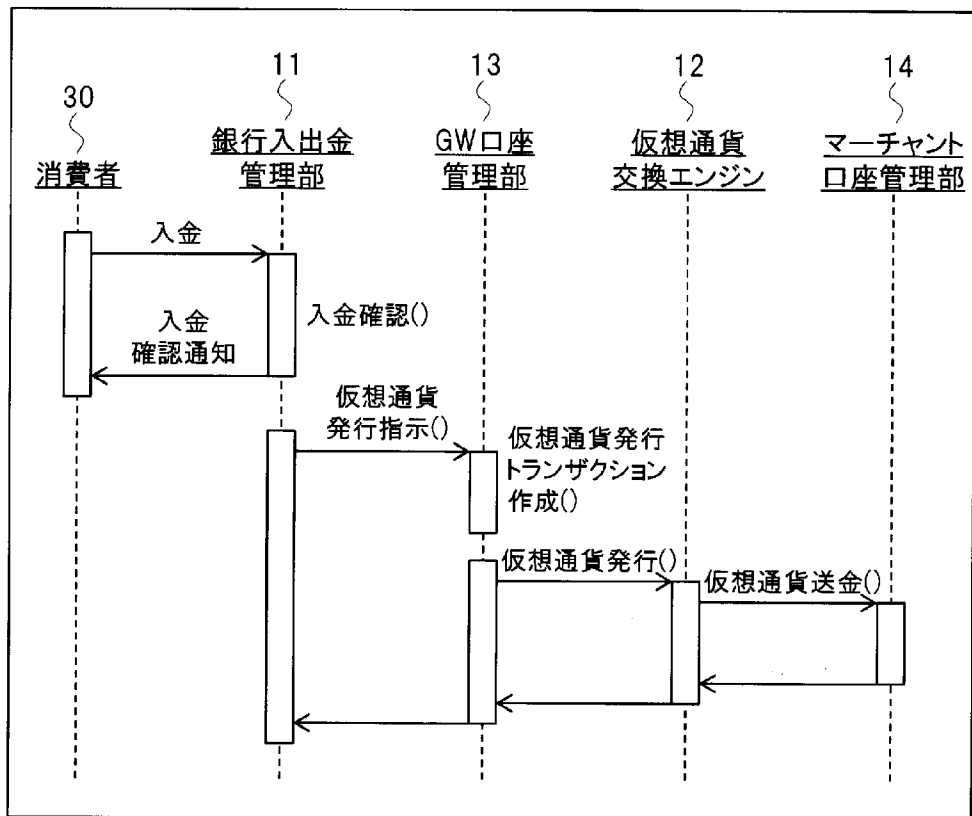 30
消費者
11
銀行入出金
管理部
13
GW口座
管理部
12
仮想通貨
交換エンジン
14
マーチャント
口座管理部
入金
入金確認()
入金
確認通知
仮想通貨
発行指示()
仮想通貨発行
トランザクション
作成()
仮想通貨発行()
仮想通貨送金()